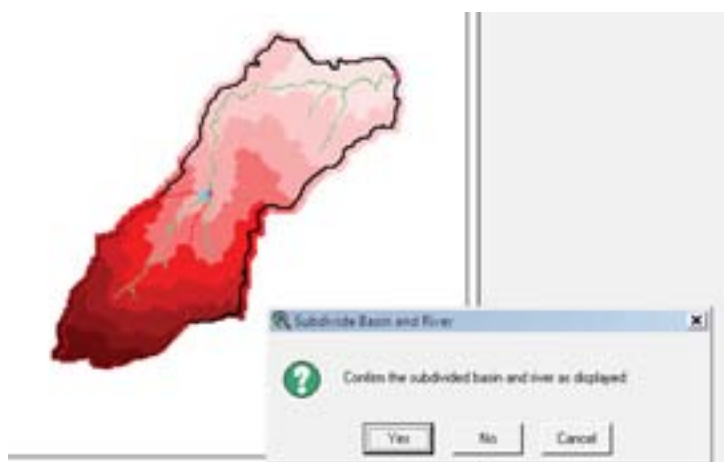 Subdivide Basin and River
Confirm the subdivided basin and river as displayed
Yes
No
Cancel